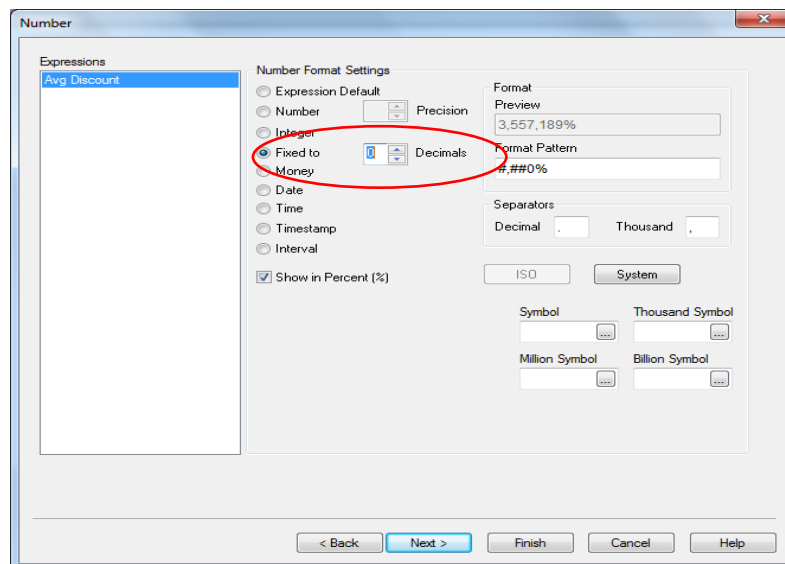 Number
Expressions
Avg Discount
Number Format Settings
Expression Default
Number Precision
Integer
Fixed to 0 Decimals
Money
Date
Time
Timestamp
Interval
Show in Percent (%)
Format
Preview
3,557,189%
Format Pattern
#,##0%
Separators
Decimal . Thousand ,
ISO System
Symbol Thousand Symbol
... ...
Million Symbol Billion Symbol
... ...
< Back Next > Finish Cancel Help